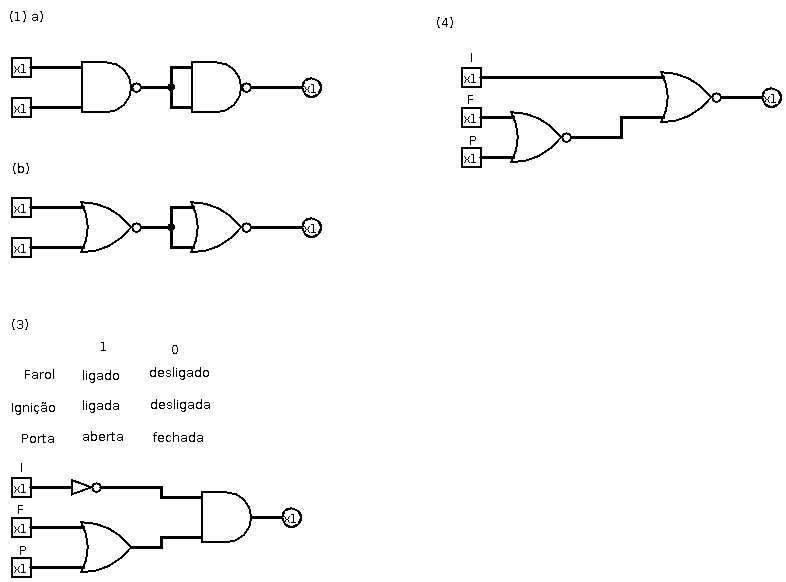 (1) a)
x1
x1
x1
(b)
x1
x1
x1
(3)
1 0
Farol ligado desligado
Ignição ligada desligada
Porta aberta fechada
I
x1
F
x1
P
x1
x1
(4)
I
x1
F
x1
P
x1
x1